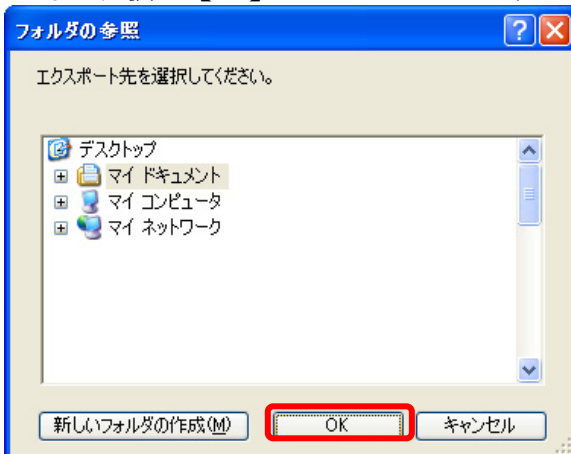 フォルダの参照
エクスポート先を選択してください。
デスクトップ
マイ ドキュメント
マイ コンピュータ
マイ ネットワーク
新しいフォルダの作成(M) OK キャンセル